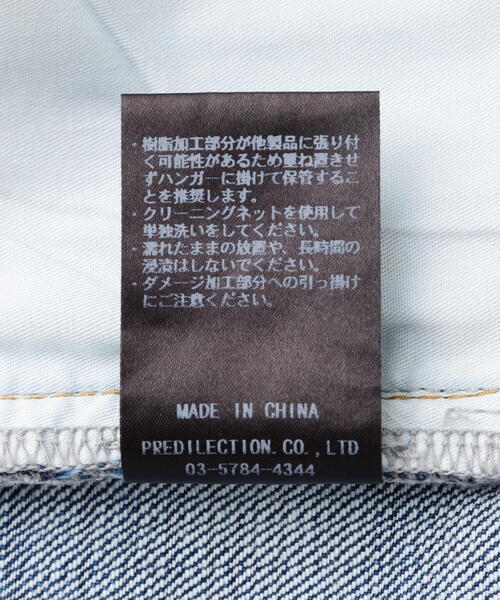 ・樹脂加工部分が他製品に張り付
く可能性があるため重ね置きせ
ずハンガーに掛けて保管するこ
とを推奨します。
・クリーニングネットを使用して
単独洗いをしてください。
・濡れたままの放置や、長時間の
浸漬はしないでください。
・ダメージ加工部分への引っ掛け
にご注意ください。
MADE IN CHINA
PREDILECTION.CO.,LTD
03-5784-4344